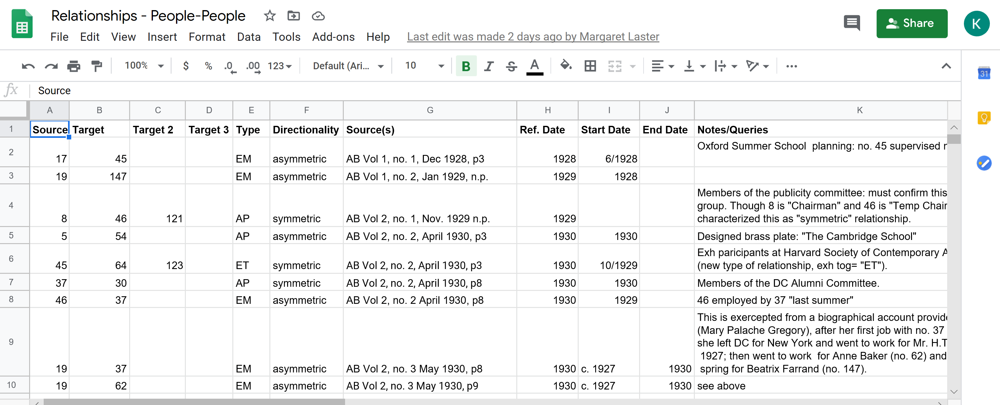 Relationships - People-People
File Edit View Insert Format Data Tools Add-ons Help Last edit was made 2 days ago by Margaret Laster
Share
K
100% $ % .0 .00 123 Default (Ari... 10 B I S A ...
31
fx Source
A B C D E F G H I J K
1 Source Target Target 2 Target 3 Type Directionality Source(s) Ref. Date Start Date End Date Notes/Queries
Oxford Summer School planning: no. 45 supervised
2 17 45 EM asymmetric AB Vol 1, no. 1, Dec 1928, p3 1928 6/1928
3 19 147 EM asymmetric AB Vol 1, no. 2, Jan 1929, n.p. 1929 1928
Members of the publicity committee: must confirm this
group. Though 8 is "Chairman" and 46 is "Temp Chair
4 8 46 121 AP symmetric AB Vol 2, no. 1, Nov. 1929 n.p. 1929 characterized this as "symmetric" relationship.
5 5 54 AP asymmetric AB Vol 2, no. 2, April 1930, p3 1930 1930 Designed brass plate: "The Cambridge School"
Exh paricipants at Harvard Society of Contemporary A
6 45 64 123 ET symmetric AB Vol 2, no. 2, April 1930, p3 1930 10/1929 (new type of relationship, exh tog= "ET").
7 37 30 AP symmetric AB Vol 2, no. 2, April 1930, p8 1930 1930 Members of the DC Alumni Committee.
8 46 37 EM asymmetric AB Vol 2, no. 2 April 1930, p8 1930 1929 46 employed by 37 "last summer"
This is exercepted from a biographical account provide
(Mary Palache Gregory), after her first job with no. 37
she left DC for New York and went to work for Mr. H.T
1927; then went to work for Anne Baker (no. 62) and
9 19 37 EM asymmetric AB Vol 2, no. 3 May 1930, p8 1930 c. 1927 1930 spring for Beatrix Farrand (no. 147).
10 19 62 EM asymmetric AB Vol 2, no. 3 May 1930, p9 1930 c. 1927 1930 see above